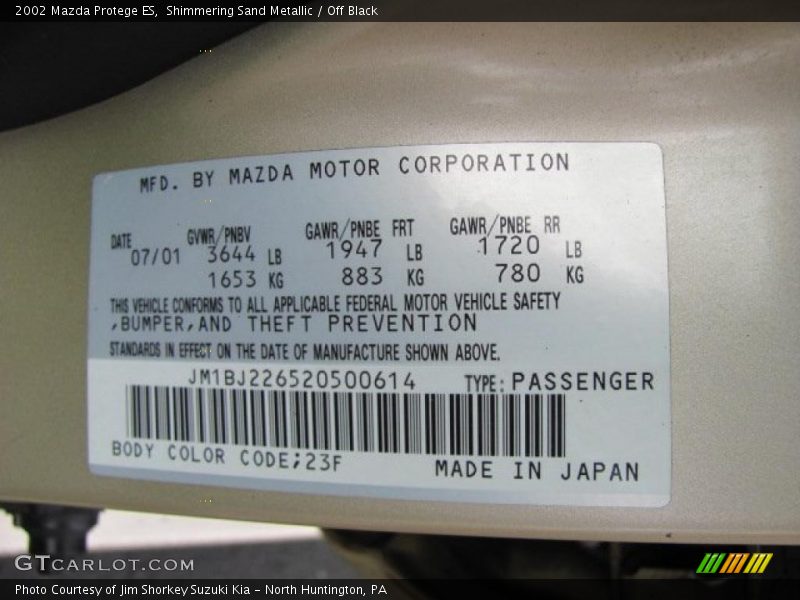 2002 Mazda Protege ES,  Shimmering Sand Metallic / Off Black
MFD. BY MAZDA MOTOR CORPORATION
DATE GVWR/PNBV GAWR/PNBE FRT GAWR/PNBE RR
07/01 3644 LB 1947 LB 1720 LB
1653 KG 883 KG 780 KG
THIS VEHICLE CONFORMS TO ALL APPLICABLE FEDERAL MOTOR VEHICLE SAFETY
,BUMPER,AND THEFT PREVENTION
STANDARDS IN EFFECT ON THE DATE OF MANUFACTURE SHOWN ABOVE.
JM1BJ226520500614 TYPE: PASSENGER
BODY COLOR CODE;23F
MADE IN JAPAN
GTCARLOT.COM
Photo Courtesy of Jim Shorkey Suzuki Kia - North Huntington, PA